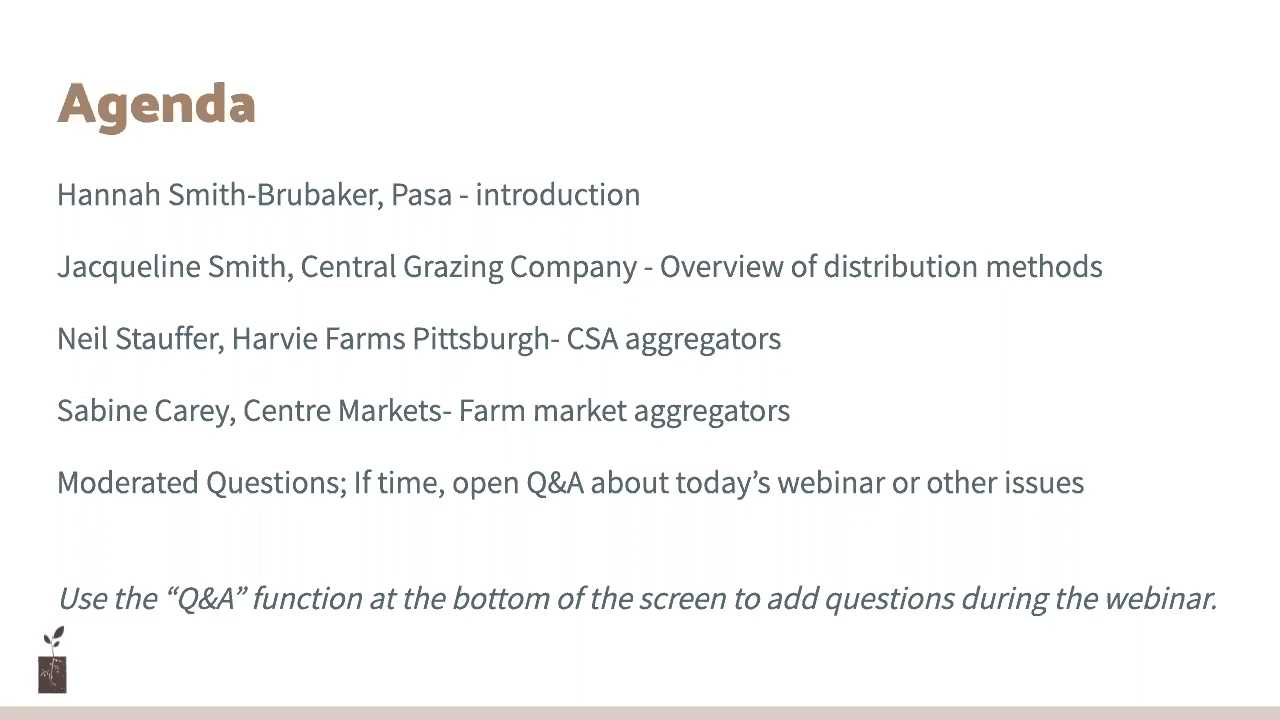 Agenda
Hannah Smith-Brubaker, Pasa - introduction
Jacqueline Smith, Central Grazing Company - Overview of distribution methods
Neil Stauffer, Harvie Farms Pittsburgh- CSA aggregators
Sabine Carey, Centre Markets- Farm market aggregators
Moderated Questions; If time, open Q&A about today’s webinar or other issues
Use the “Q&A” function at the bottom of the screen to add questions during the webinar.